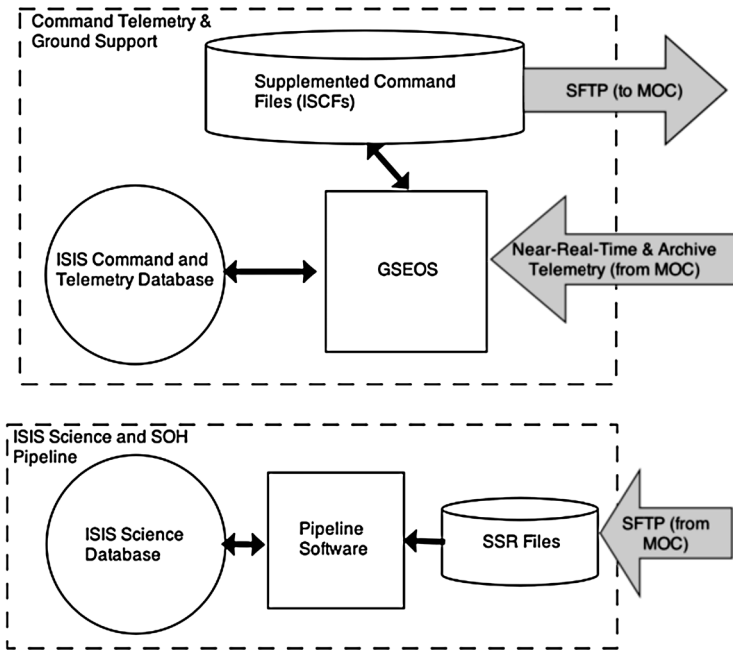 Command Telemetry &
Ground Support
Supplemented Command
Files (ISCFs)
SFTP (to MOC)
ISIS Command and
Telemetry Database
GSEOS
Near-Real-Time & Archive
Telemetry (from MOC)
ISIS Science and SOH
Pipeline
ISIS Science
Database
Pipeline
Software
SSR Files
SFTP (from
MOC)